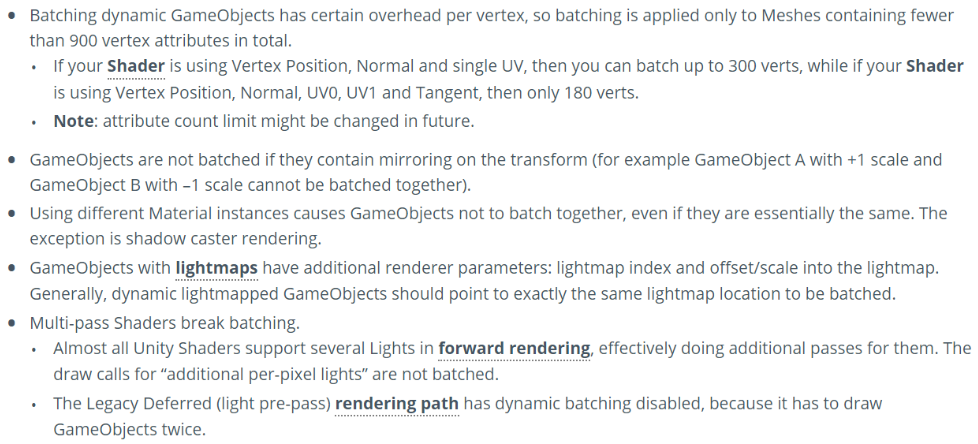 • Batching dynamic GameObjects has certain overhead per vertex, so batching is applied only to Meshes containing fewer
than 900 vertex attributes in total.
• If your Shader is using Vertex Position, Normal and single UV, then you can batch up to 300 verts, while if your Shader
is using Vertex Position, Normal, UV0, UV1 and Tangent, then only 180 verts.
• Note: attribute count limit might be changed in future.
• GameObjects are not batched if they contain mirroring on the transform (for example GameObject A with +1 scale and
GameObject B with –1 scale cannot be batched together).
• Using different Material instances causes GameObjects not to batch together, even if they are essentially the same. The
exception is shadow caster rendering.
• GameObjects with lightmaps have additional renderer parameters: lightmap index and offset/scale into the lightmap.
Generally, dynamic lightmapped GameObjects should point to exactly the same lightmap location to be batched.
• Multi-pass Shaders break batching.
• Almost all Unity Shaders support several Lights in forward rendering, effectively doing additional passes for them. The
draw calls for “additional per-pixel lights” are not batched.
• The Legacy Deferred (light pre-pass) rendering path has dynamic batching disabled, because it has to draw
GameObjects twice.